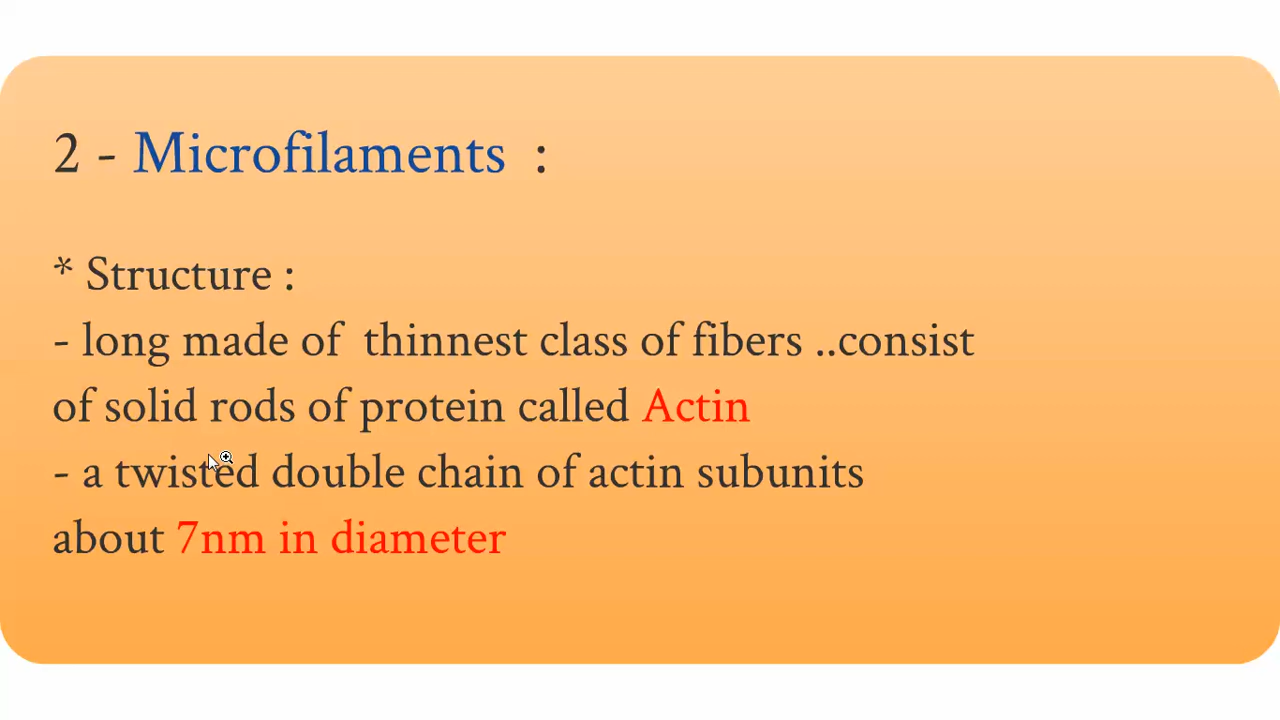 2 - Microfilaments :
* Structure :
- long made of thinnest class of fibers ..consist
of solid rods of protein called Actin
- a twisted double chain of actin subunits
about 7nm in diameter